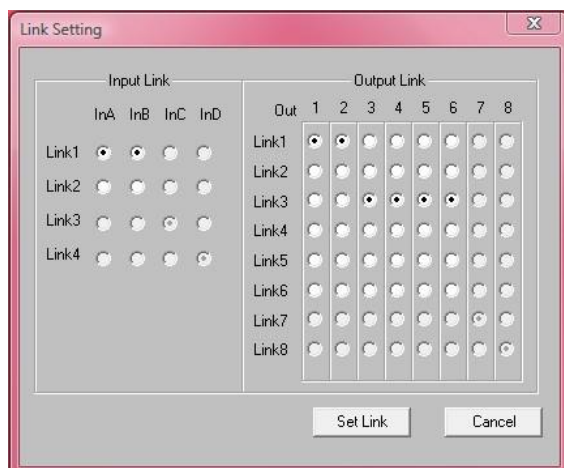 Link Setting
Input Link
InA InB InC InD
Link1
Link2
Link3
Link4
Output Link
Out 1 2 3 4 5 6 7 8
Link1
Link2
Link3
Link4
Link5
Link6
Link7
Link8
Set Link
Cancel